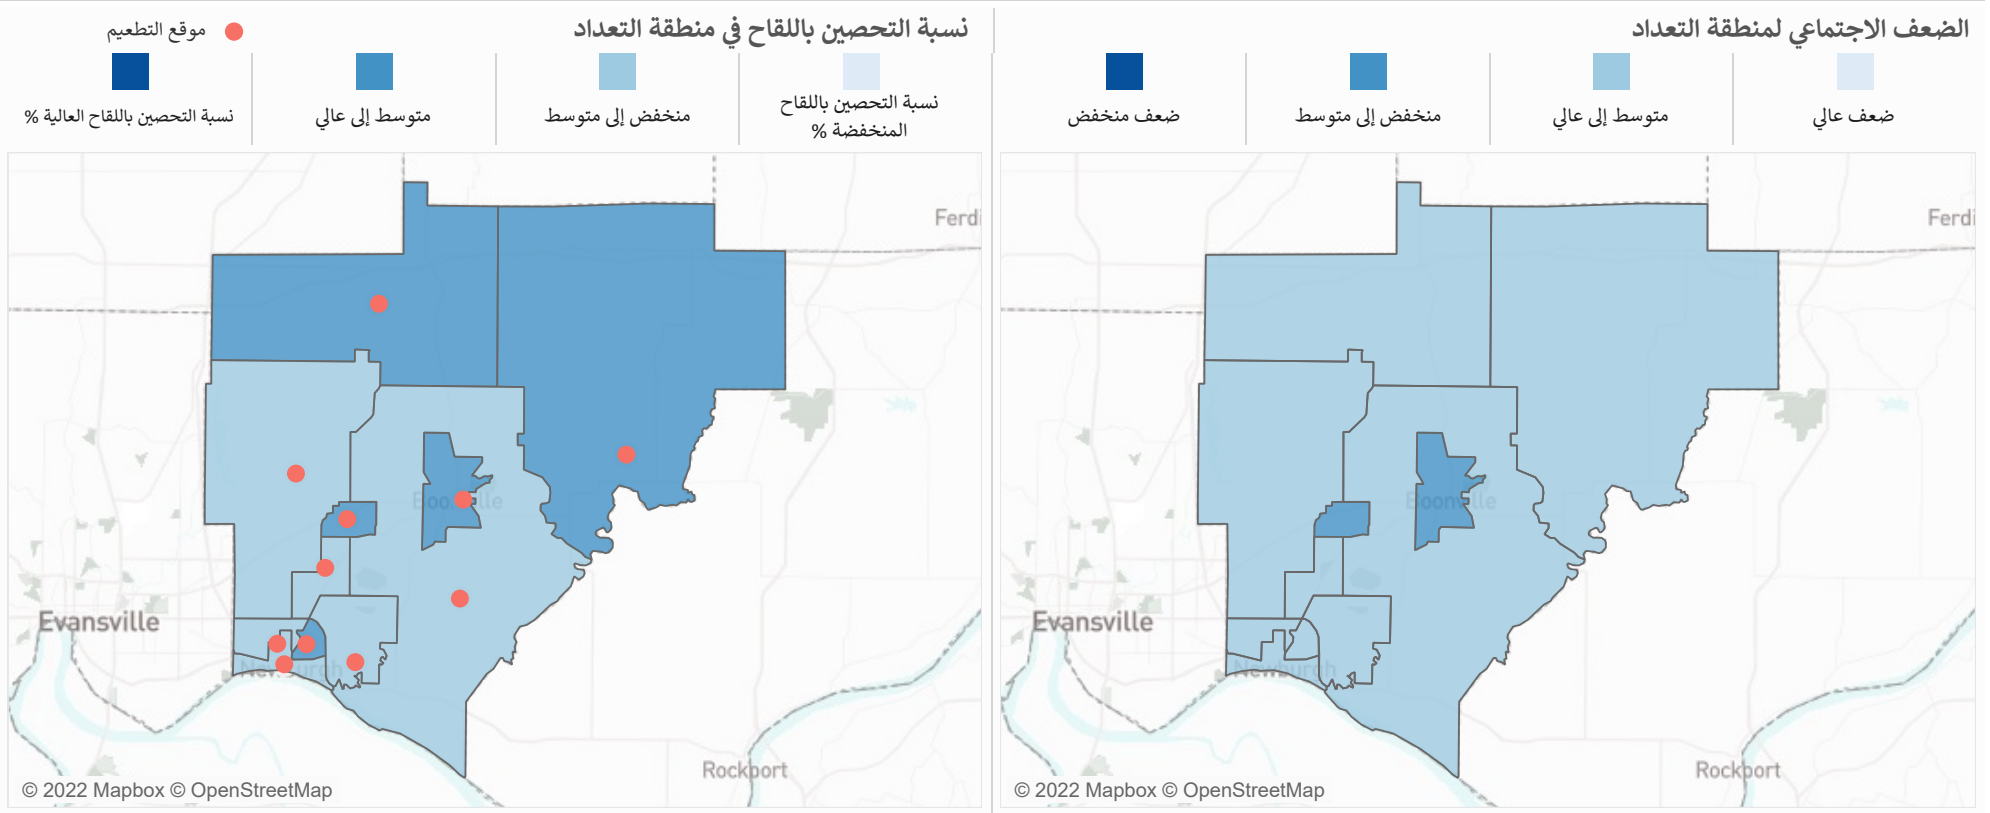 الضعف الاجتماعي لمنطقة التعداد
ضعف عالي
متوسط إلى عالي
منخفض إلى متوسط
ضعف منخفض
Ferdi
Boonville
Evansville
Newburgh
Rockport
© 2022 Mapbox © OpenStreetMap
نسبة التحصين باللقاح في منطقة التعداد
موقع التطعيم
نسبة التحصين باللقاح
المنخفضة %
منخفض إلى متوسط
متوسط إلى عالي
نسبة التحصين باللقاح العالية %
Ferdi
Boonville
Evansville
Newburgh
Rockport
© 2022 Mapbox © OpenStreetMap